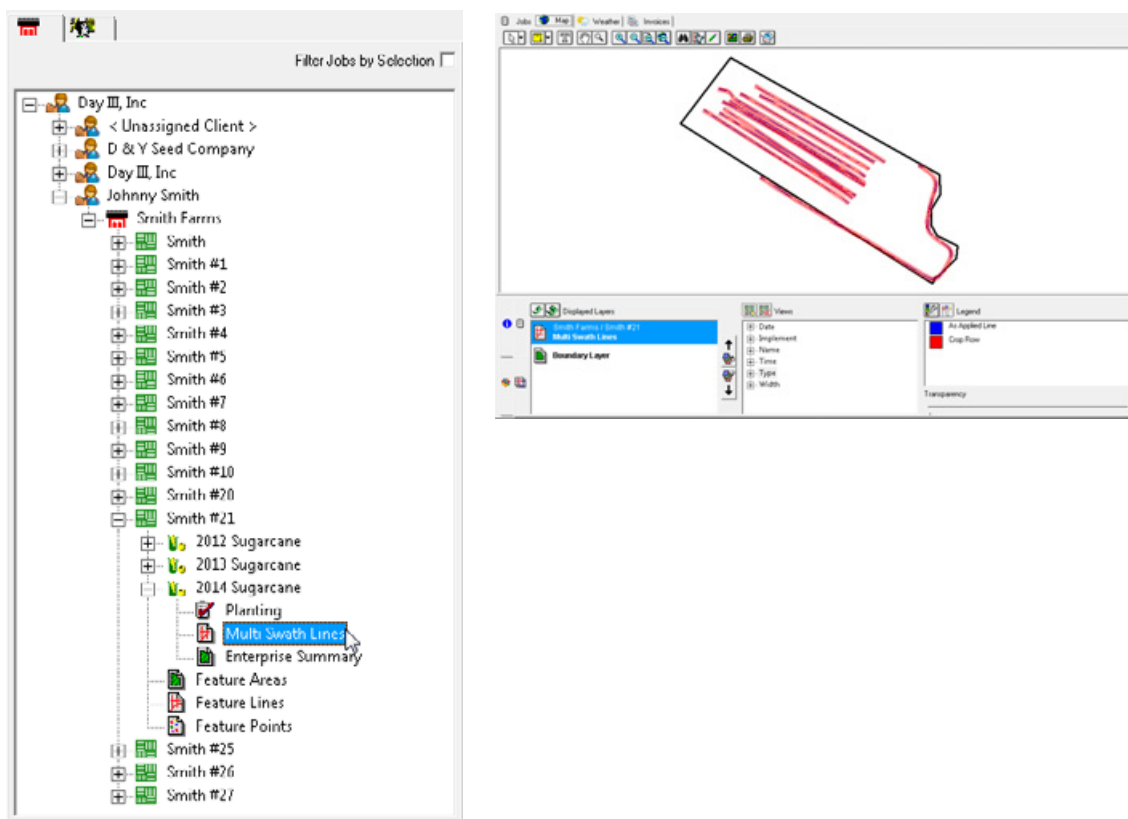 Filter Jobs by Selection
Day III, Inc
< Unassigned Client >
D & Y Seed Company
Day III, Inc
Johnny Smith
Smith Farms
Smith
Smith #1
Smith #2
Smith #3
Smith #4
Smith #5
Smith #6
Smith #7
Smith #8
Smith #9
Smith #10
Smith #20
Smith #21
2012 Sugarcane
2013 Sugarcane
2014 Sugarcane
Planting
Multi Swath Lines
Enterprise Summary
Feature Areas
Feature Lines
Feature Points
Smith #25
Smith #26
Smith #27
Jobs Map Weather Invoices
Displayed Layers
Smith Farms / Smith #21
Multi Swath Lines
Boundary Layer
Views
Date
Implement
Name
Time
Type
Width
Legend
As Applied Line
Crop Row
Transparency